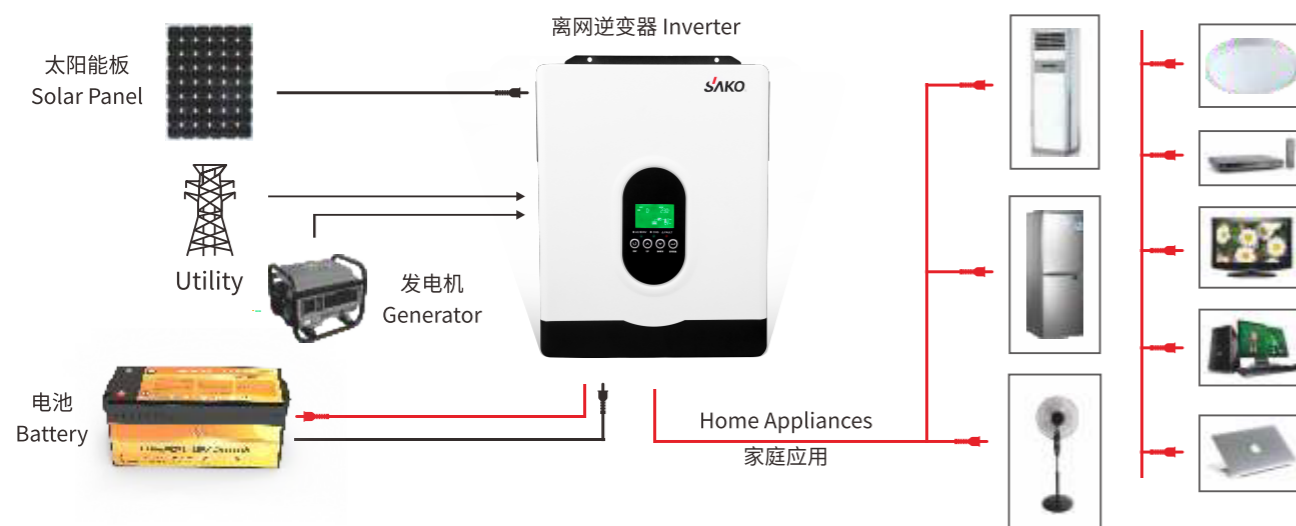 离网逆变器 Inverter
太阳能板
Solar Panel
SAKO
Utility
发电机
Generator
电池
Battery
Home Appliances
家庭应用